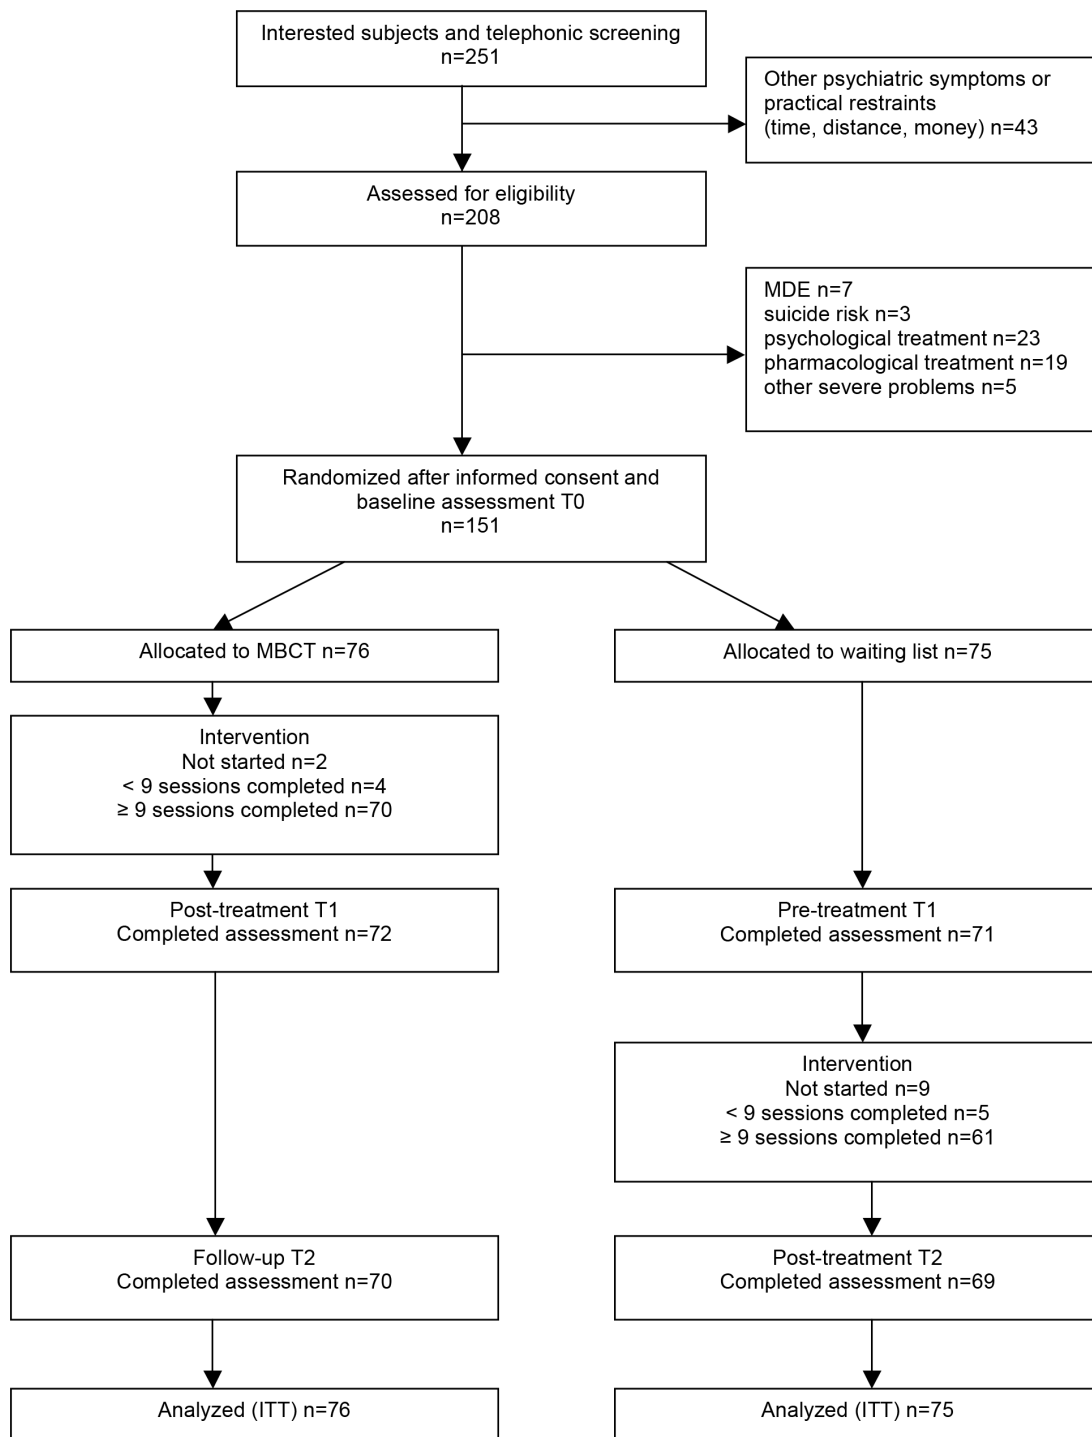 Interested subjects and telephonic screening
n=251
Other psychiatric symptoms or
practical restraints
(time, distance, money) n=43
Assessed for eligibility
n=208
MDE n=7
suicide risk n=3
psychological treatment n=23
pharmacological treatment n=19
other severe problems n=5
Randomized after informed consent and
baseline assessment T0
n=151
Allocated to MBCT n=76
Allocated to waiting list n=75
Intervention
Not started n=2
< 9 sessions completed n=4
≥ 9 sessions completed n=70
Post-treatment T1
Completed assessment n=72
Pre-treatment T1
Completed assessment n=71
Intervention
Not started n=9
< 9 sessions completed n=5
≥ 9 sessions completed n=61
Follow-up T2
Completed assessment n=70
Post-treatment T2
Completed assessment n=69
Analyzed (ITT) n=76
Analyzed (ITT) n=75